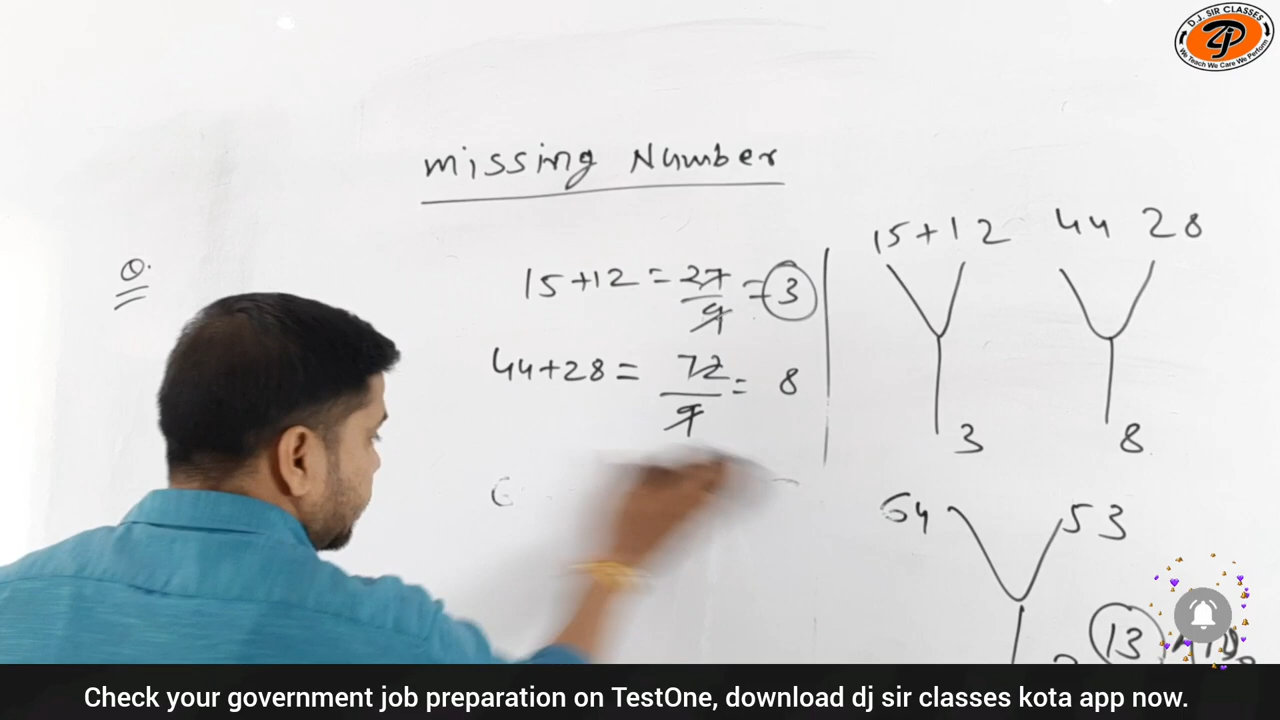 D.J. SIR CLASSES
We Teach We Care We Perform
missing Number
Q.
15+12 = 27/9 = 3
44+28 = 72/9 = 8
15+12 44 28
3 8
64 53
13
Check your government job preparation on TestOne, download dj sir classes kota app now.